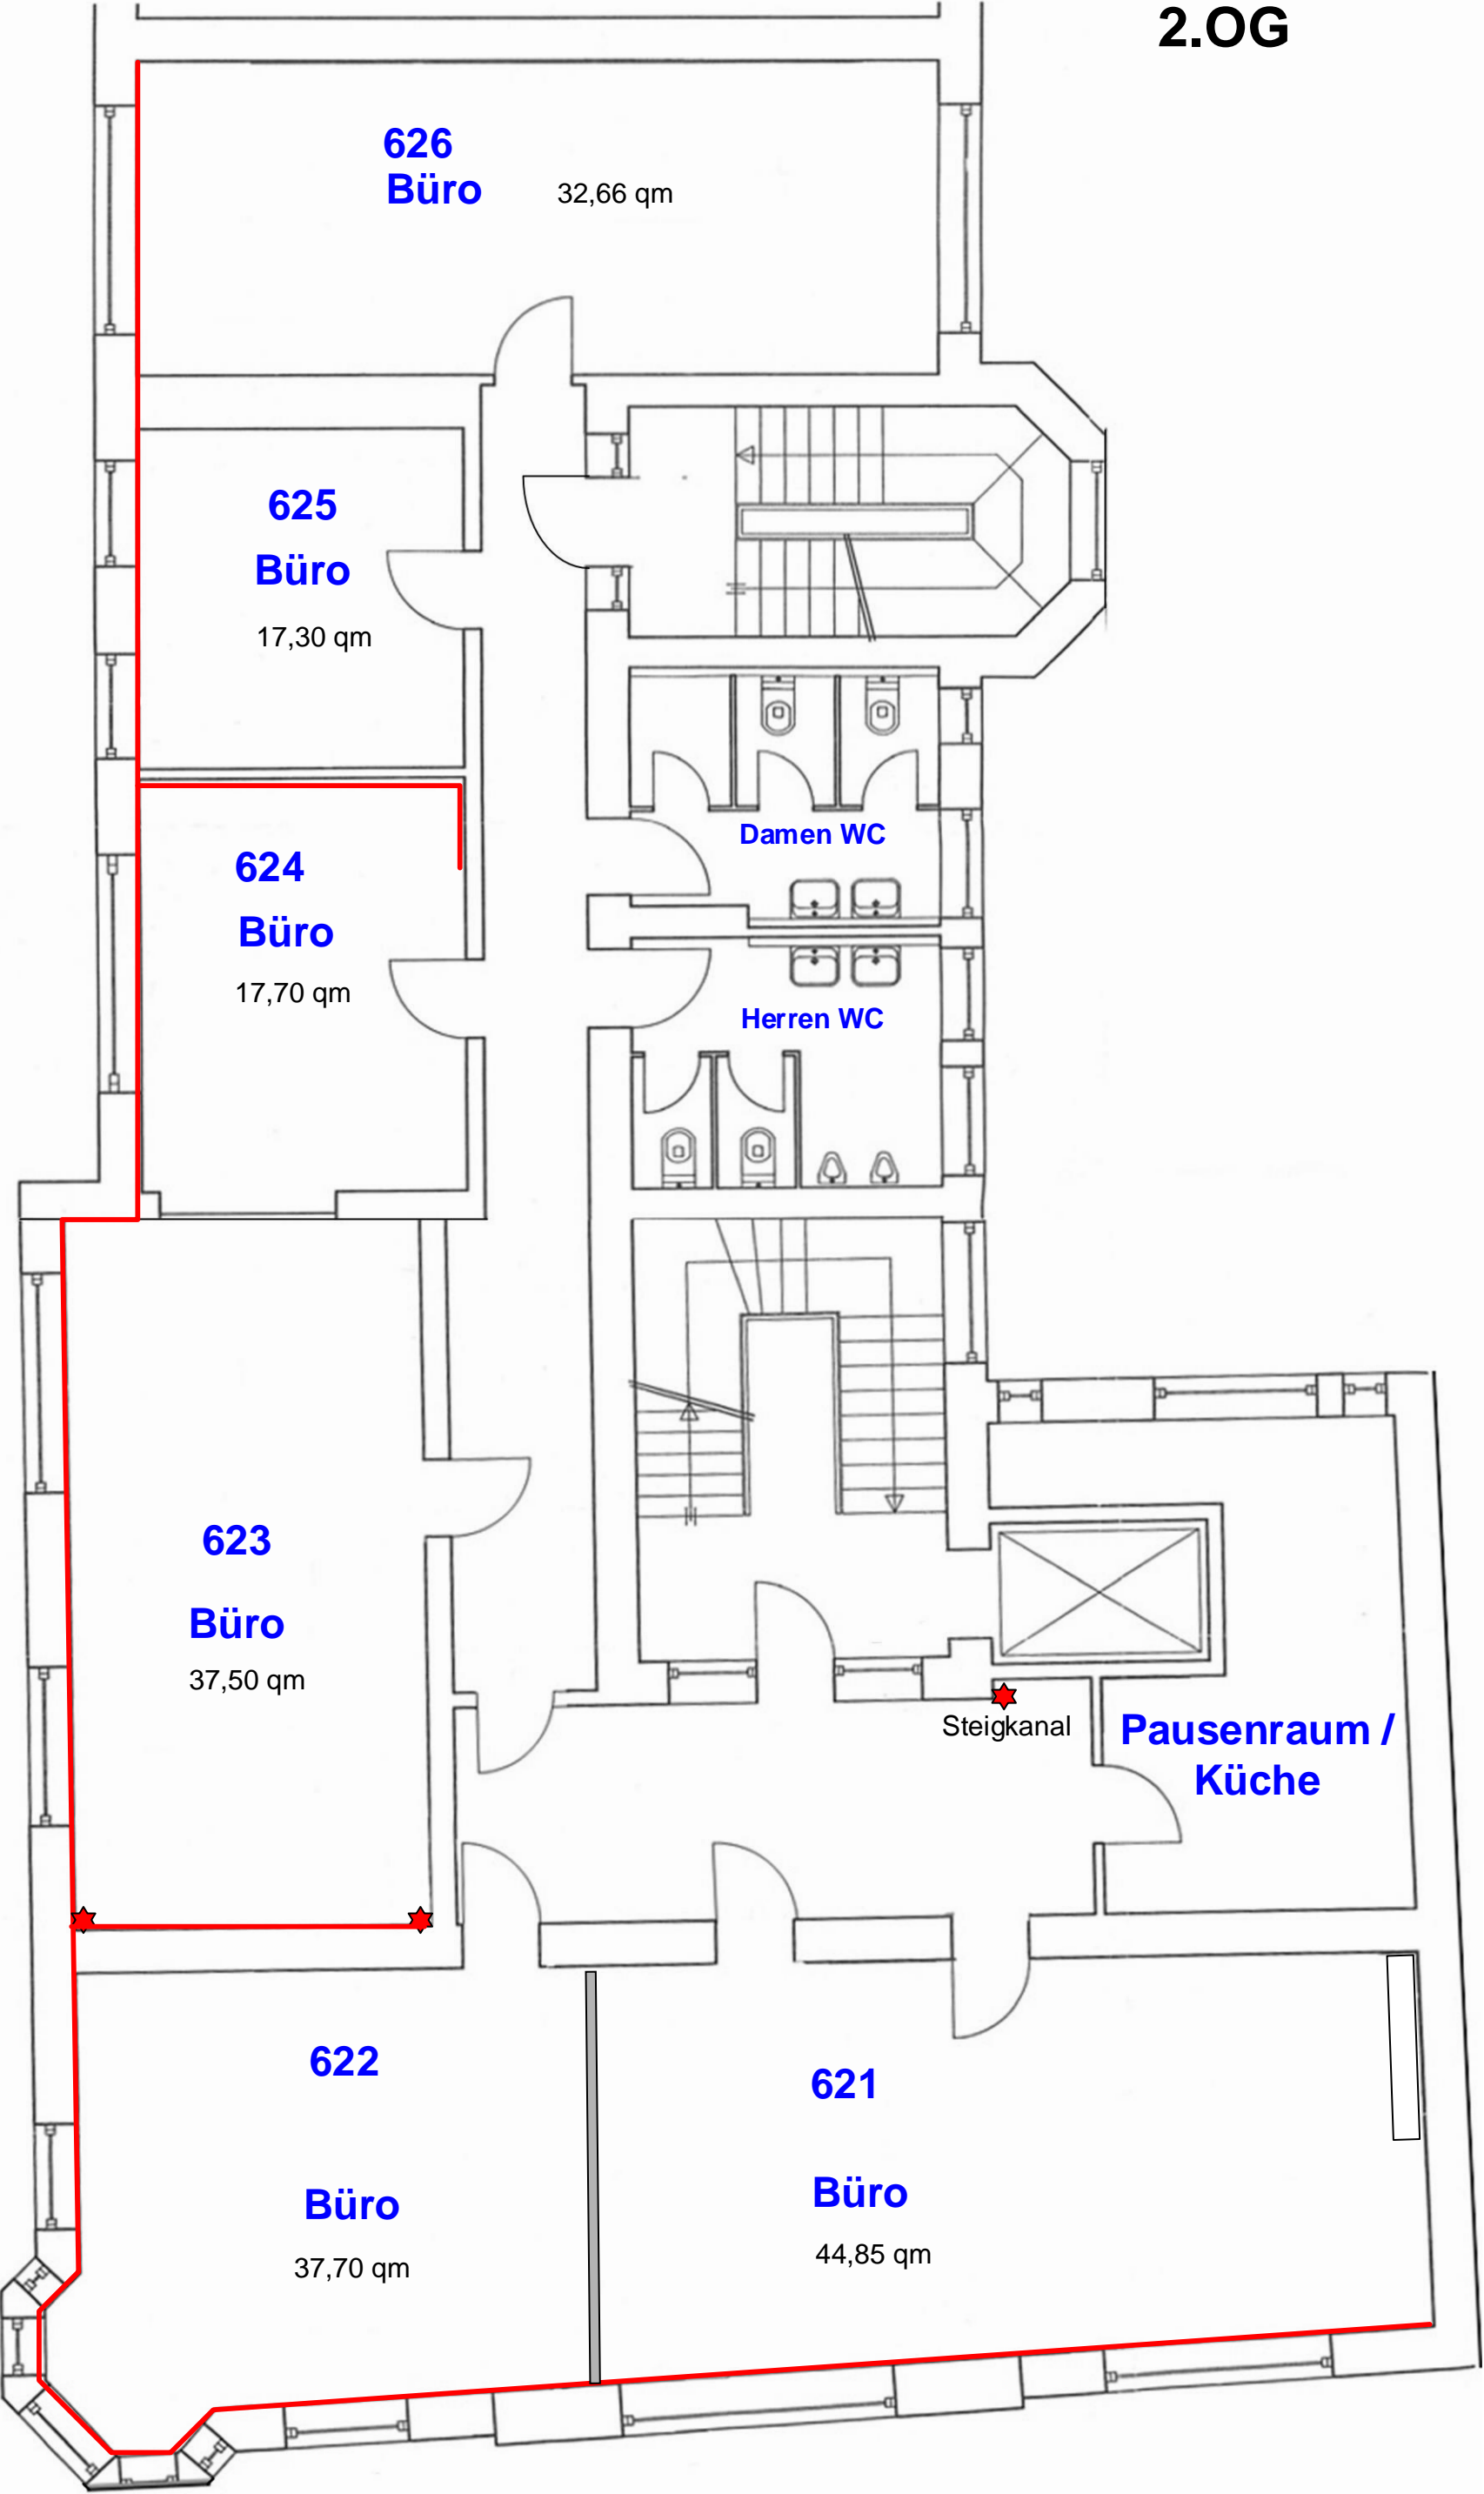 2.OG
626
Büro
32,66 qm
625
Büro
17,30 qm
Damen WC
624
Büro
17,70 qm
Herren WC
623
Büro
37,50 qm
Steigkanal
Pausenraum /
Küche
622
Büro
37,70 qm
621
Büro
44,85 qm